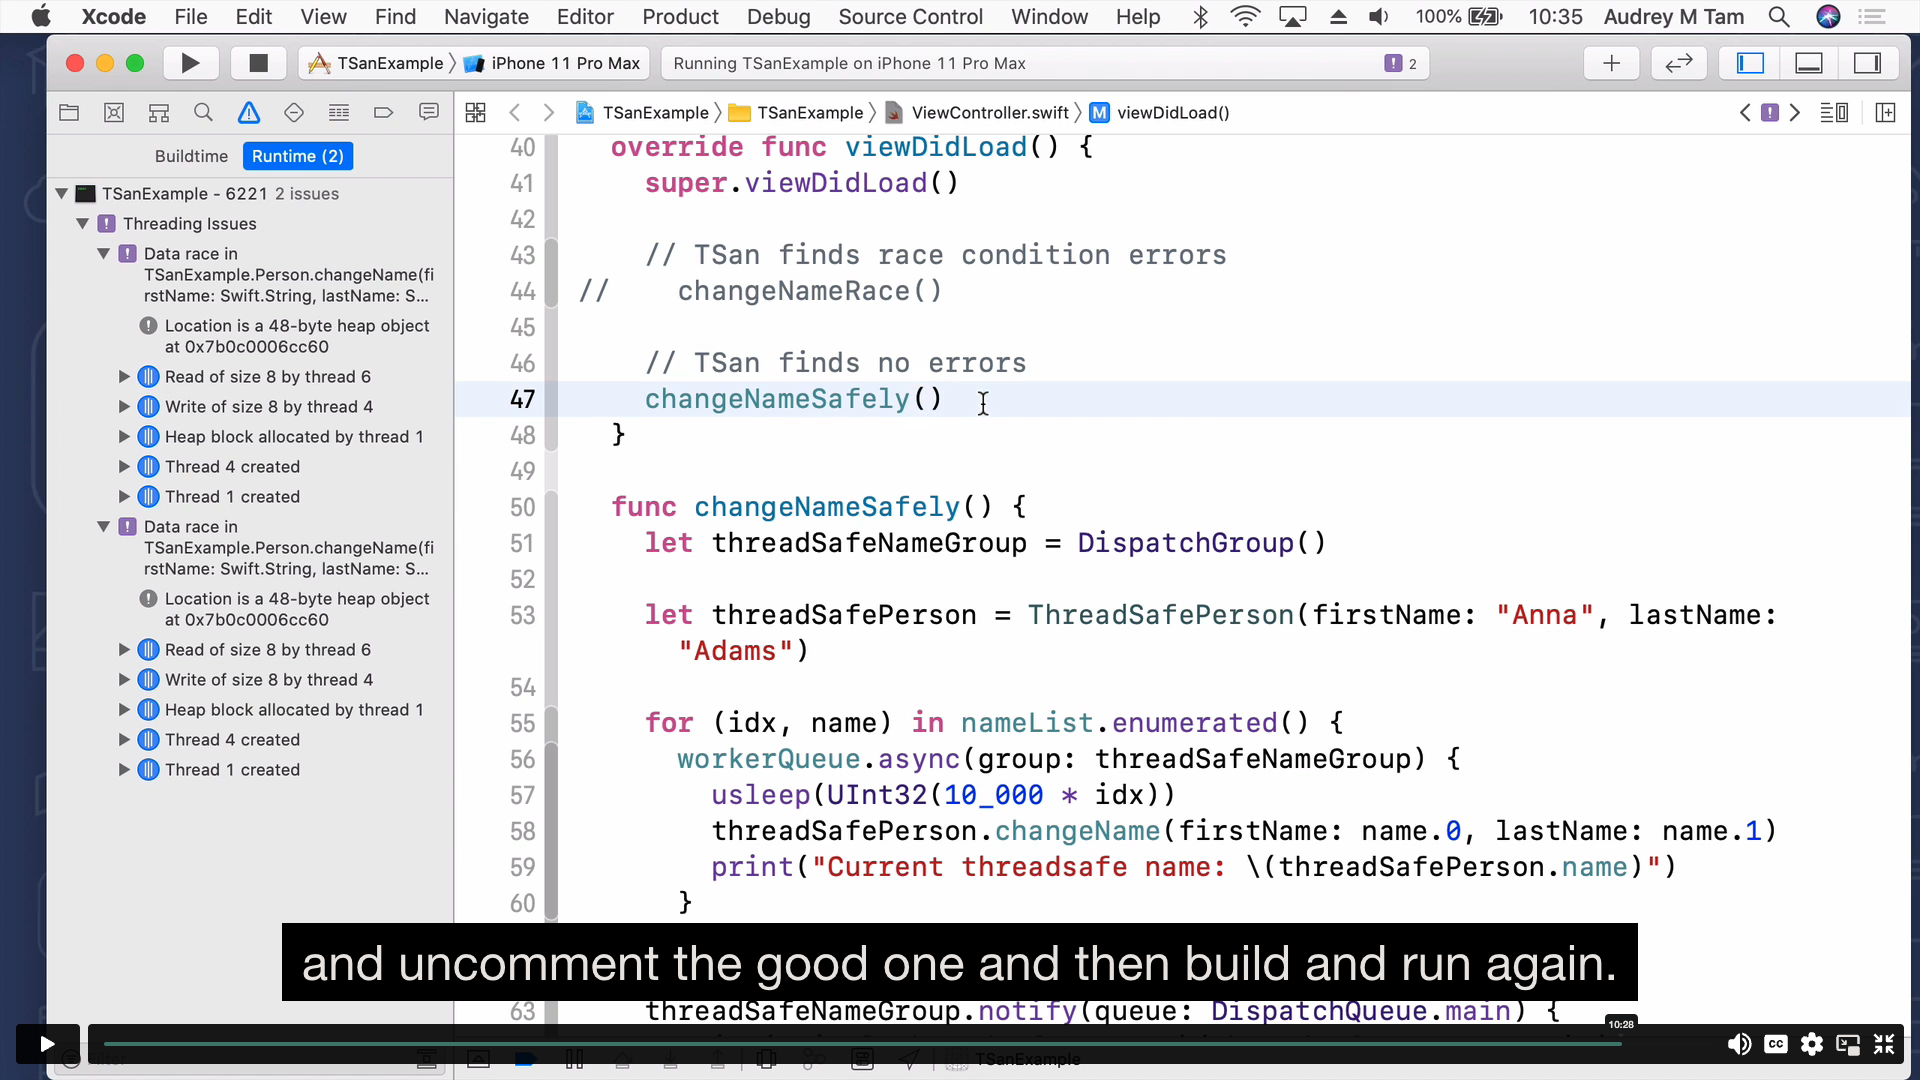 Xcode File Edit View Find Navigate Editor Product Debug Source Control Window Help 100% 10:35 Audrey M Tam
TSanExample iPhone 11 Pro Max Running TSanExample on iPhone 11 Pro Max 2
TSanExample TSanExample ViewController.swift M viewDidLoad()
Buildtime Runtime (2)
TSanExample - 6221 2 issues
Threading Issues
Data race in
TSanExample.Person.changeName(fi
rstName: Swift.String, lastName: S...
Location is a 48-byte heap object
at 0x7b0c0006cc60
Read of size 8 by thread 6
Write of size 8 by thread 4
Heap block allocated by thread 1
Thread 4 created
Thread 1 created
Data race in
TSanExample.Person.changeName(fi
rstName: Swift.String, lastName: S...
Location is a 48-byte heap object
at 0x7b0c0006cc60
Read of size 8 by thread 6
Write of size 8 by thread 4
Heap block allocated by thread 1
Thread 4 created
Thread 1 created
40 override func viewDidLoad() {
41 super.viewDidLoad()
42
43 // TSan finds race condition errors
44 // changeNameRace()
45
46 // TSan finds no errors
47 changeNameSafely()
48 }
49
50 func changeNameSafely() {
51 let threadSafeNameGroup = DispatchGroup()
52
53 let threadSafePerson = ThreadSafePerson(firstName: "Anna", lastName:
"Adams")
54
55 for (idx, name) in nameList.enumerated() {
56 workerQueue.async(group: threadSafeNameGroup) {
57 usleep(UInt32(10_000 * idx))
58 threadSafePerson.changeName(firstName: name.0, lastName: name.1)
59 print("Current threadsafe name: \(threadSafePerson.name)")
60 }
and uncomment the good one and then build and run again.
63 threadSafeNameGroup.notify(queue: DispatchQueue.main) {
10:28
CC
Filter
TSanExample